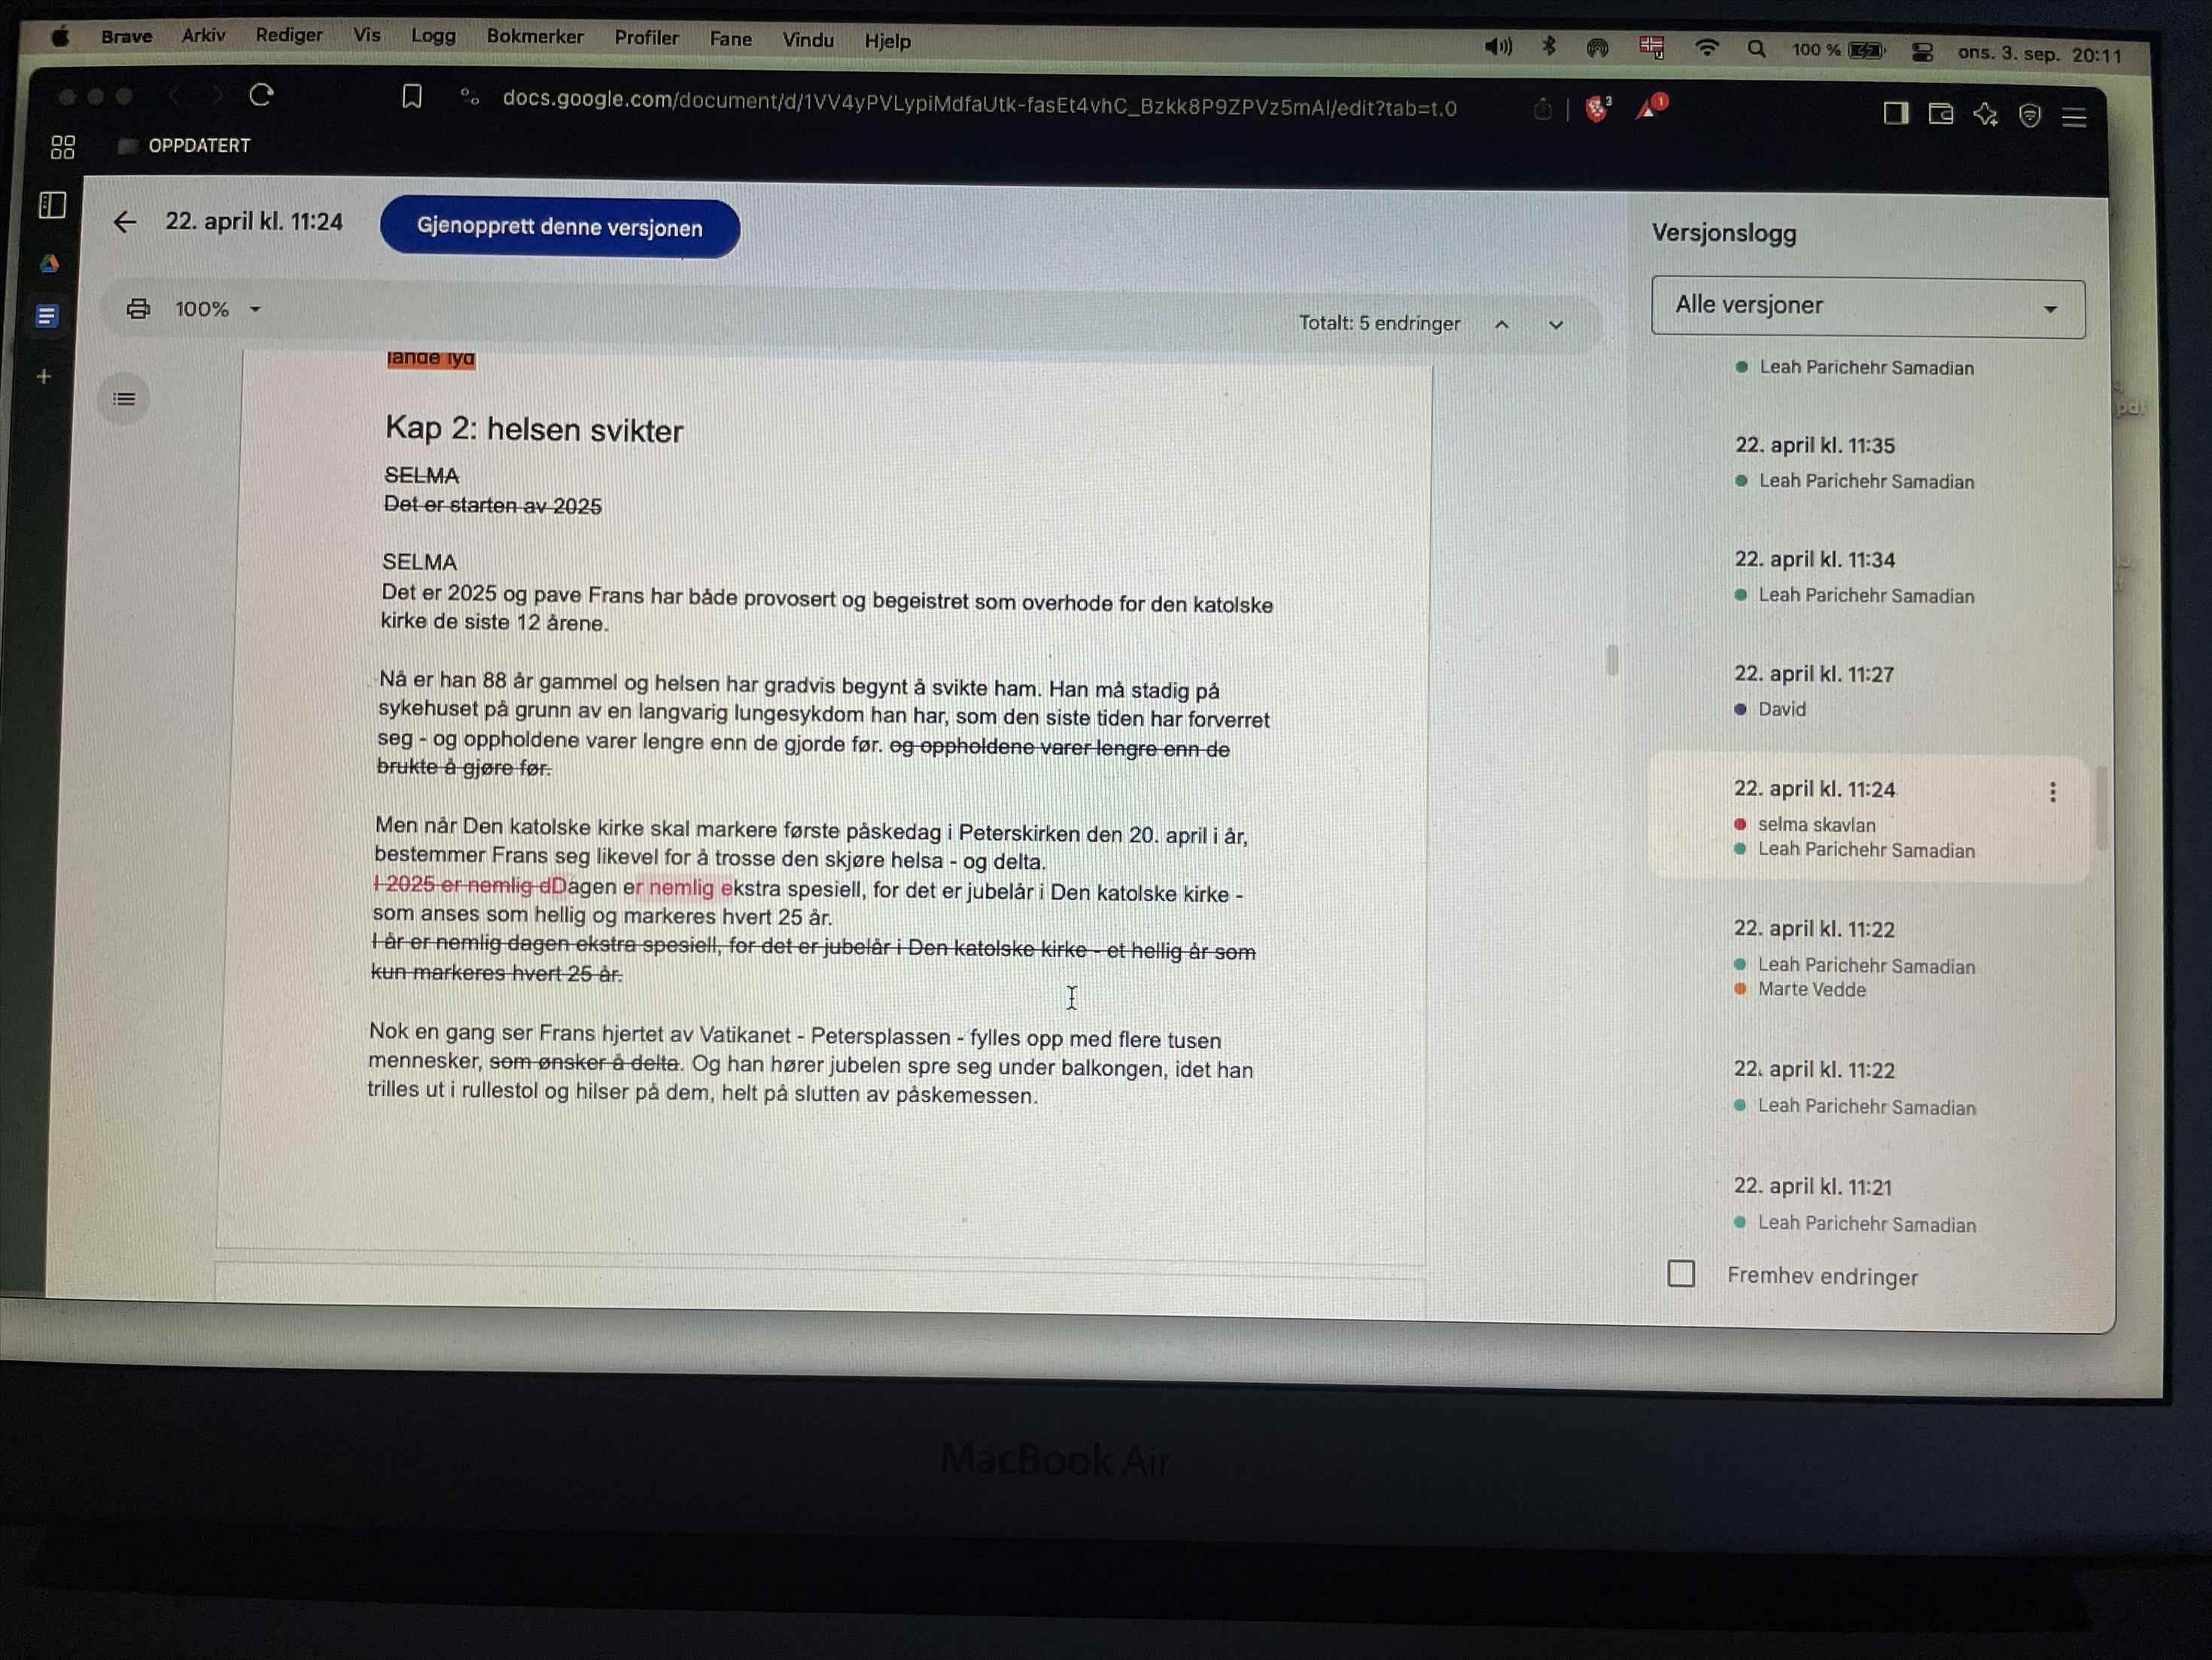 Brave Arkiv Rediger Vis Logg Bokmerker Profiler Fane Vindu Hjelp 100 % ons. 3. sep. 20:11
docs.google.com/document/d/1VV4yPVLypiMdfaUtk-fasEt4vhC_Bzkk8P9ZPVz5mAI/edit?tab=t.0 3 1
OPPDATERT
22. april kl. 11:24 Gjenopprett denne versjonen
100%
Totalt: 5 endringer
lande lyd
Kap 2: helsen svikter
SELMA
Det er starten av 2025
SELMA
Det er 2025 og pave Frans har både provosert og begeistret som overhode for den katolske
kirke de siste 12 årene.
Nå er han 88 år gammel og helsen har gradvis begynt å svikte ham. Han må stadig på
sykehuset på grunn av en langvarig lungesykdom han har, som den siste tiden har forverret
seg - og oppholdene varer lengre enn de gjorde før. og oppholdene varer lengre enn de
brukte å gjøre før.
Men når Den katolske kirke skal markere første påskedag i Peterskirken den 20. april i år,
bestemmer Frans seg likevel for å trosse den skjøre helsa - og delta.
I 2025 er nemlig dDagen er nemlig ekstra spesiell, for det er jubelår i Den katolske kirke -
som anses som hellig og markeres hvert 25 år.
I år er nemlig dagen ekstra spesiell, for det er jubelår i Den katolske kirke - et hellig år som
kun markeres hvert 25 år.
Nok en gang ser Frans hjertet av Vatikanet - Petersplassen - fylles opp med flere tusen
mennesker, som ønsker å delta. Og han hører jubelen spre seg under balkongen, idet han
trilles ut i rullestol og hilser på dem, helt på slutten av påskemessen.
Versjonslogg
Alle versjoner
Leah Parichehr Samadian
22. april kl. 11:35
Leah Parichehr Samadian
22. april kl. 11:34
Leah Parichehr Samadian
22. april kl. 11:27
David
22. april kl. 11:24
selma skavlan
Leah Parichehr Samadian
22. april kl. 11:22
Leah Parichehr Samadian
Marte Vedde
22. april kl. 11:22
Leah Parichehr Samadian
22. april kl. 11:21
Leah Parichehr Samadian
Fremhev endringer
pdf
MacBook Air